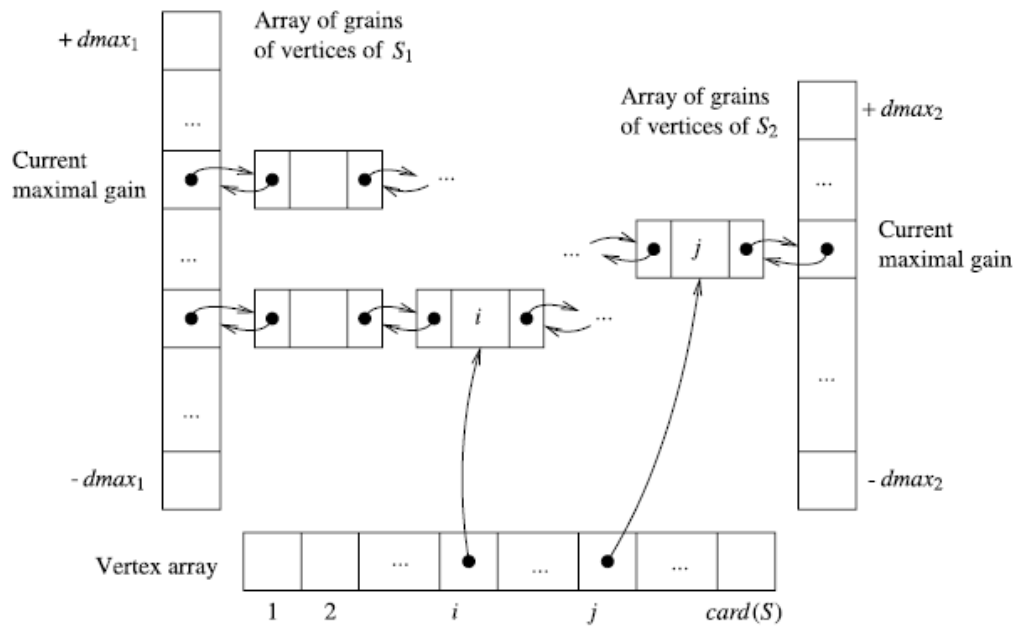 + dmax₁
Array of grains
of vertices of S₁
Array of grains
of vertices of S₂
+ dmax₂
...
Current
maximal gain
...
...
Current
maximal gain
...
j
...
i
...
...
...
- dmax₁
- dmax₂
Vertex array
... ... ...
1 2 i j card(S)